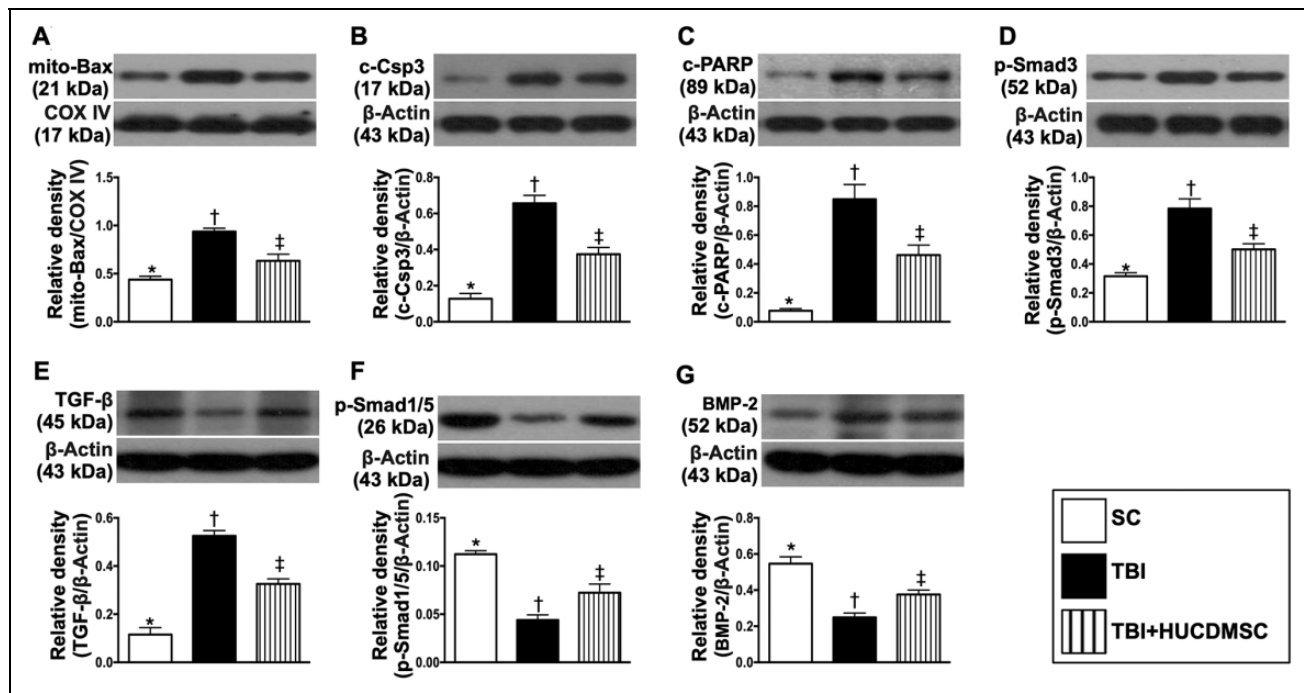 A
mito-Bax
(21 kDa)
COX IV
(17 kDa)
Relative density
(mito-Bax/COX IV)
1.5
1.0
0.5
0.0
*
†
‡
B
c-Csp3
(17 kDa)
β-Actin
(43 kDa)
Relative density
(c-Csp3/β-Actin)
0.8
0.6
0.4
0.2
0.0
*
†
‡
C
c-PARP
(89 kDa)
β-Actin
(43 kDa)
Relative density
(c-PARP/β-Actin)
1.0
0.8
0.6
0.4
0.2
0.0
*
†
‡
D
p-Smad3
(52 kDa)
β-Actin
(43 kDa)
Relative density
(p-Smad3/β-Actin)
1.0
0.8
0.6
0.4
0.2
0.0
*
†
‡
E
TGF-β
(45 kDa)
β-Actin
(43 kDa)
Relative density
(TGF-β/β-Actin)
0.6
0.4
0.2
0.0
*
†
‡
F
p-Smad1/5
(26 kDa)
β-Actin
(43 kDa)
Relative density
(p-Smad1/5/β-Actin)
0.15
0.10
0.05
0.00
*
†
‡
G
BMP-2
(52 kDa)
β-Actin
(43 kDa)
Relative density
(BMP-2/β-Actin)
0.8
0.6
0.4
0.2
0.0
*
†
‡
SC
TBI
TBI+HUCDMSC